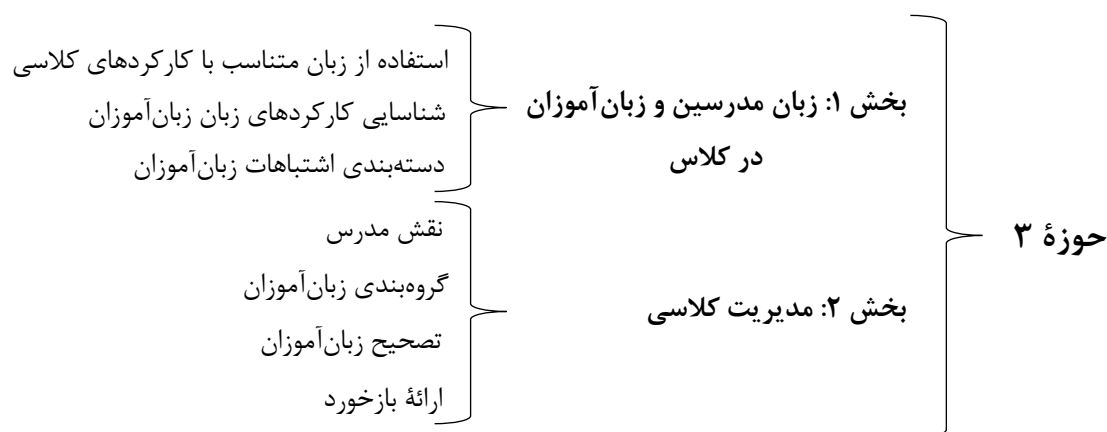 حوزهٔ ۳
بخش ۱: زبان مدرسین و زبان‌آموزان
در کلاس
استفاده از زبان متناسب با کارکردهای کلاسی
شناسایی کارکردهای زبان زبان‌آموزان
دسته‌بندی اشتباهات زبان‌آموزان
بخش ۲: مدیریت کلاسی
نقش مدرس
گروه‌بندی زبان‌آموزان
تصحیح زبان‌آموزان
ارائهٔ بازخورد